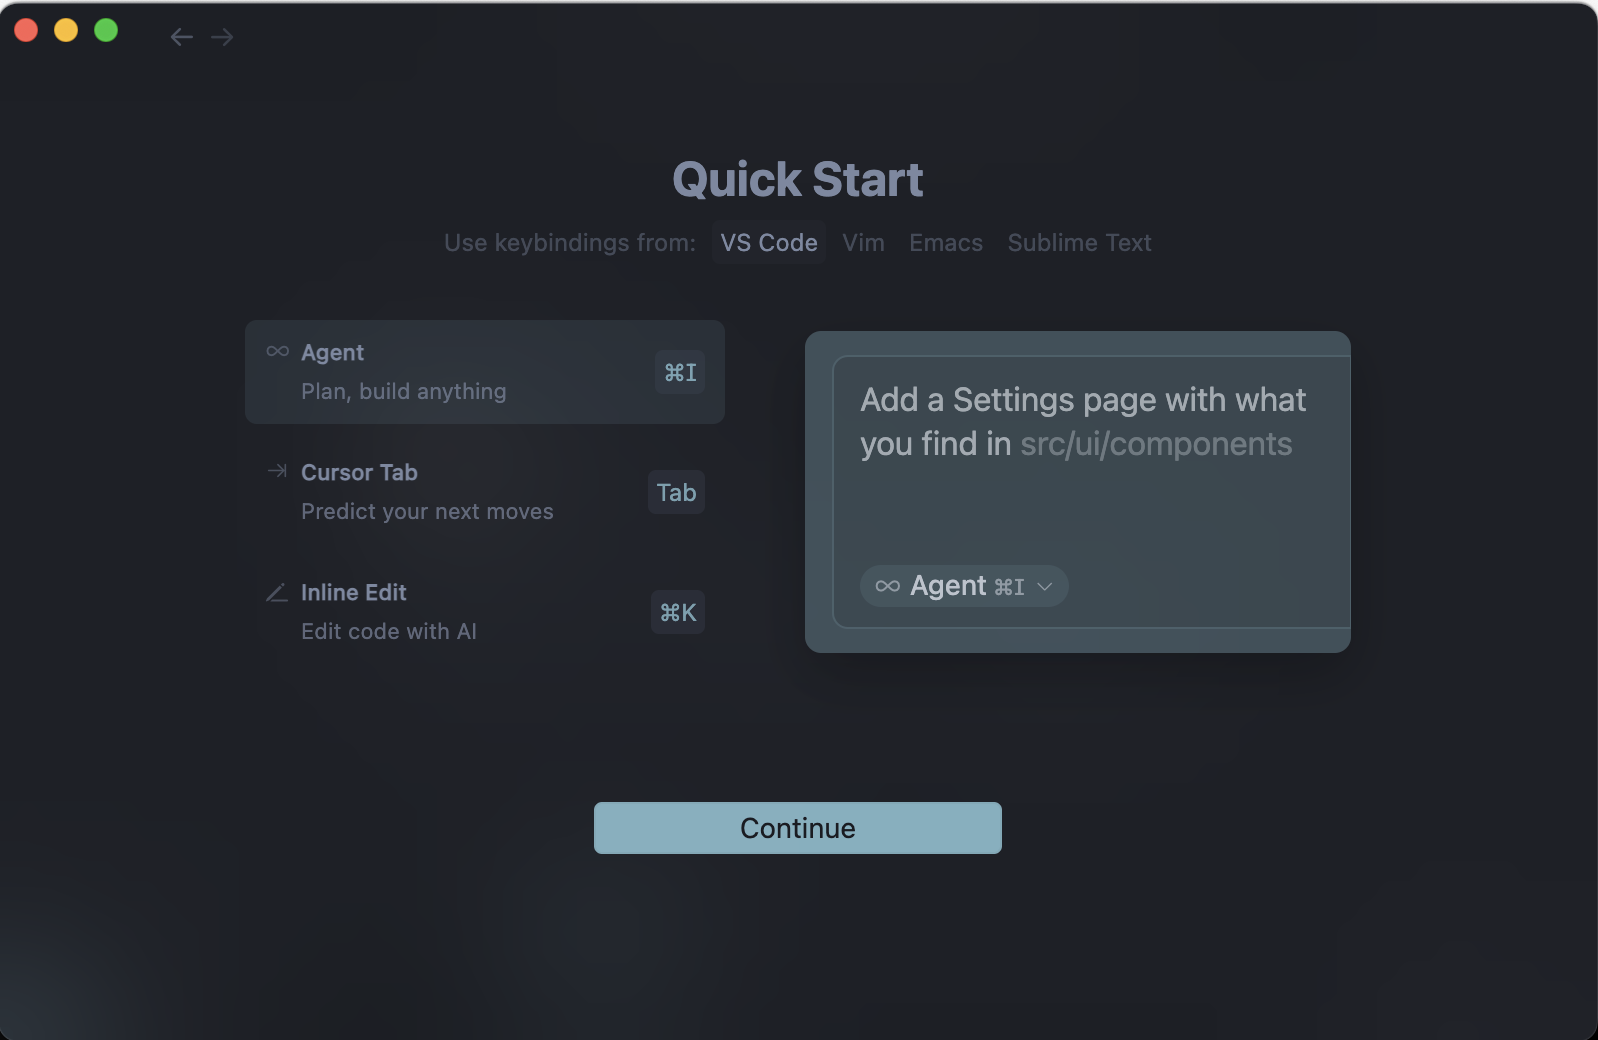 Quick Start
Use keybindings from: VS Code Vim Emacs Sublime Text
Agent
Plan, build anything
⌘I
Cursor Tab
Predict your next moves
Tab
Inline Edit
Edit code with AI
⌘K
Add a Settings page with what
you find in src/ui/components
Agent ⌘I
Continue